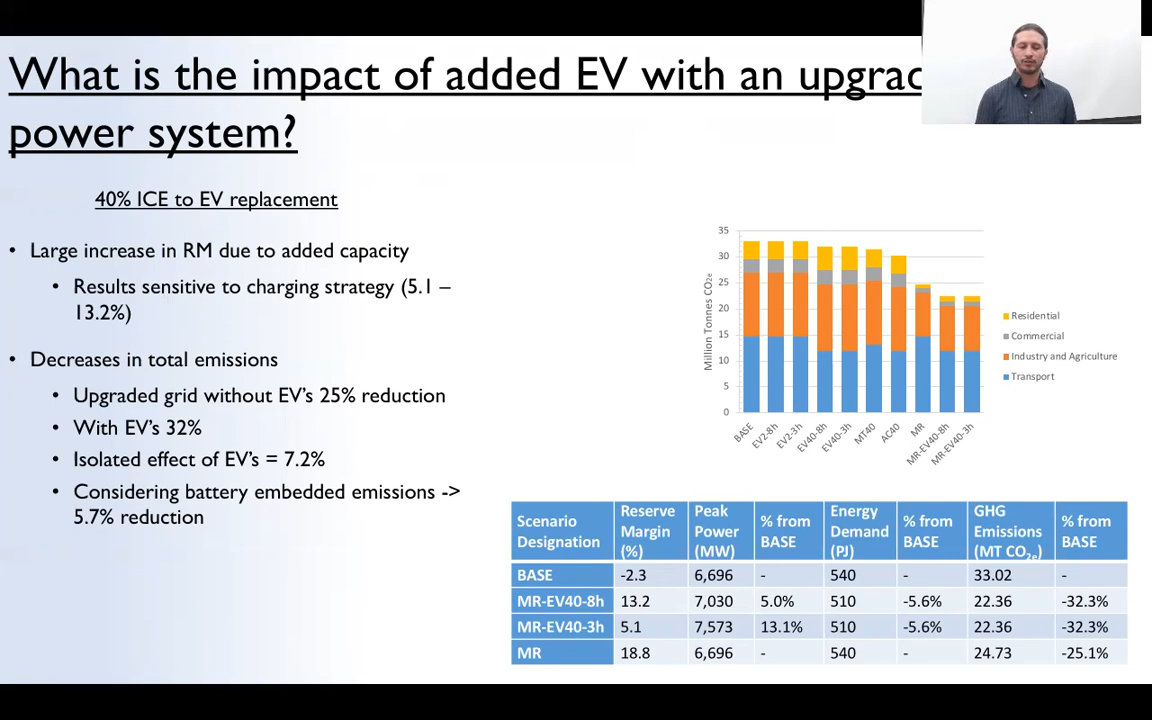 What is the impact of added EV with an upgrad
power system?
40% ICE to EV replacement
• Large increase in RM due to added capacity
• Results sensitive to charging strategy (5.1 –
13.2%)
• Decreases in total emissions
• Upgraded grid without EV's 25% reduction
• With EV's 32%
• Isolated effect of EV's = 7.2%
• Considering battery embedded emissions ->
5.7% reduction
Million Tonnes CO2e
35
30
25
20
15
10
5
0
BASE
EV2-8h
EV2-3h
EV40-8h
EV40-3h
MT40
AC40
MR
MR-EV40-8h
MR-EV40-3h
Residential
Commercial
Industry and Agriculture
Transport
Scenario Designation Reserve Margin (%) Peak Power (MW) % from BASE Energy Demand (PJ) % from BASE GHG Emissions (MT CO2e) % from BASE
BASE -2.3 6,696 - 540 - 33.02 -
MR-EV40-8h 13.2 7,030 5.0% 510 -5.6% 22.36 -32.3%
MR-EV40-3h 5.1 7,573 13.1% 510 -5.6% 22.36 -32.3%
MR 18.8 6,696 - 540 - 24.73 -25.1%